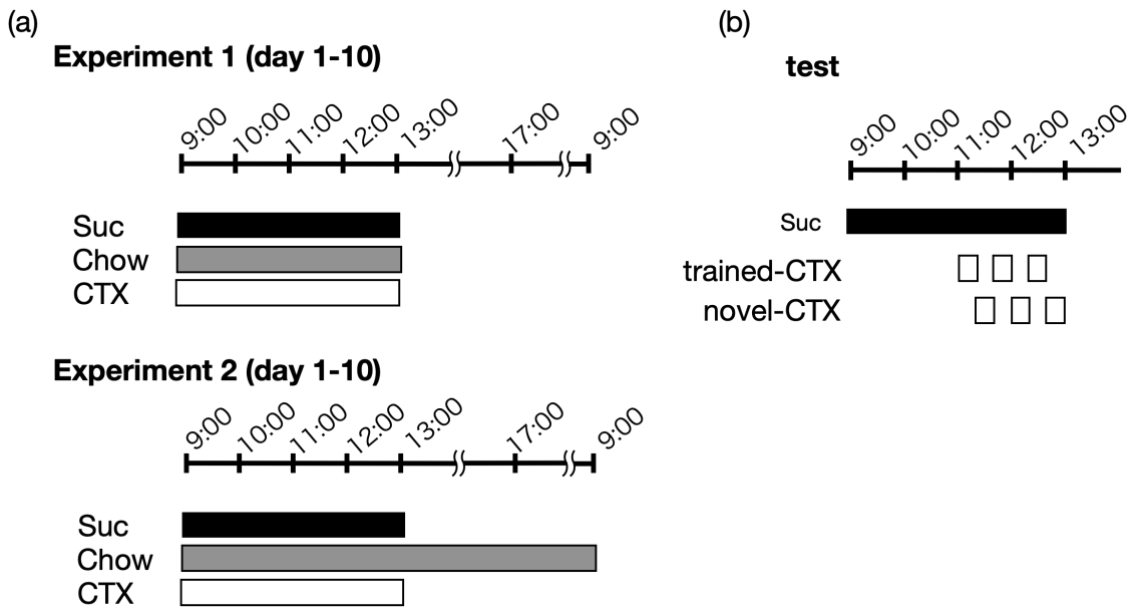 (a)
Experiment 1 (day 1-10)
9:00 10:00 11:00 12:00 13:00 17:00 9:00
Suc
Chow
CTX
Experiment 2 (day 1-10)
9:00 10:00 11:00 12:00 13:00 17:00 9:00
Suc
Chow
CTX
(b)
test
9:00 10:00 11:00 12:00 13:00
Suc
trained-CTX
novel-CTX